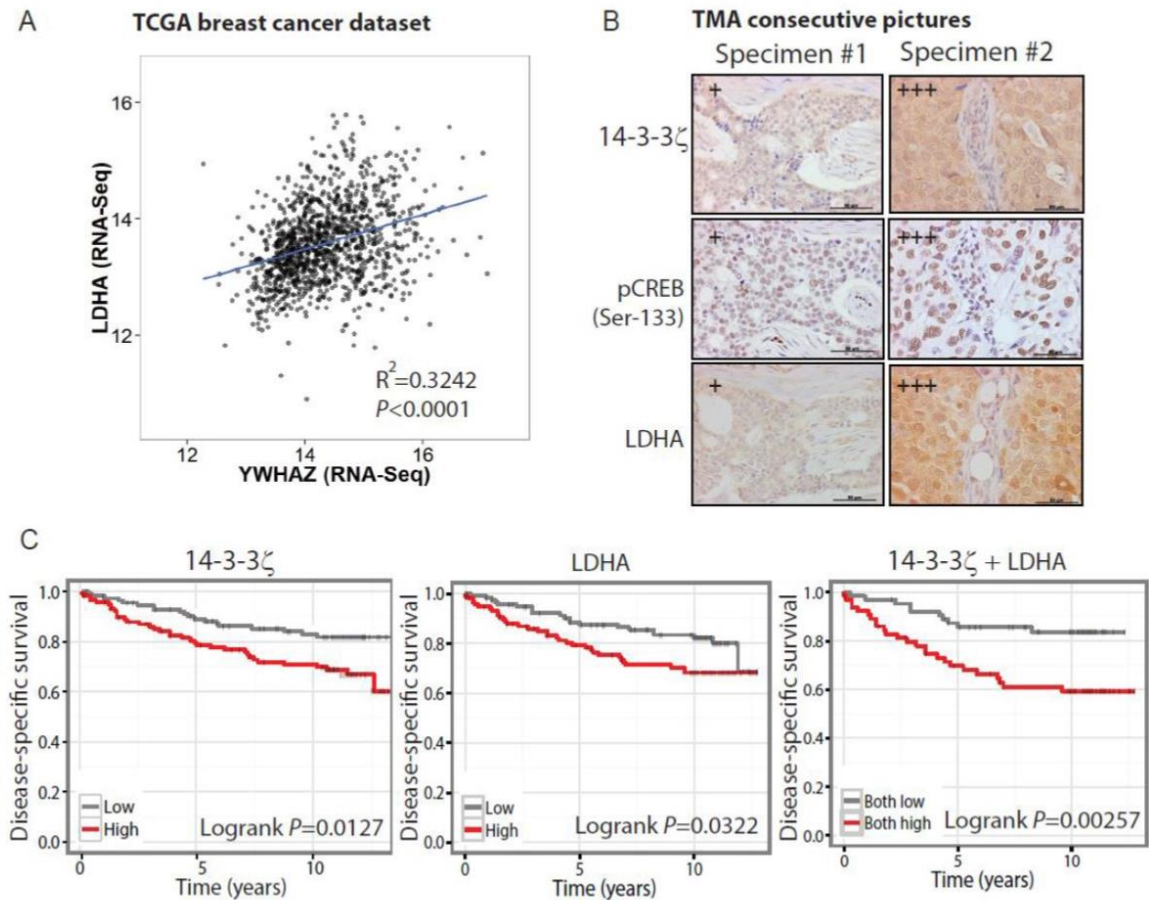 A
TCGA breast cancer dataset
LDHA (RNA-Seq)
16
14
12
R2=0.3242
P<0.0001
12 14 16
YWHAZ (RNA-Seq)
B
TMA consecutive pictures
Specimen #1 Specimen #2
14-3-3ζ
+ +++
pCREB
(Ser-133)
+ +++
LDHA
+ +++
C
14-3-3ζ
Disease-specific survival
1.0
0.8
0.6
0.4
0.2
0.0
Low
High
Logrank P=0.0127
0 5 10
Time (years)
LDHA
Disease-specific survival
1.0
0.8
0.6
0.4
0.2
0.0
Low
High
Logrank P=0.0322
0 5 10
Time (years)
14-3-3ζ + LDHA
Disease-specific survival
1.0
0.8
0.6
0.4
0.2
0.0
Both low
Both high
Logrank P=0.00257
0 5 10
Time (years)